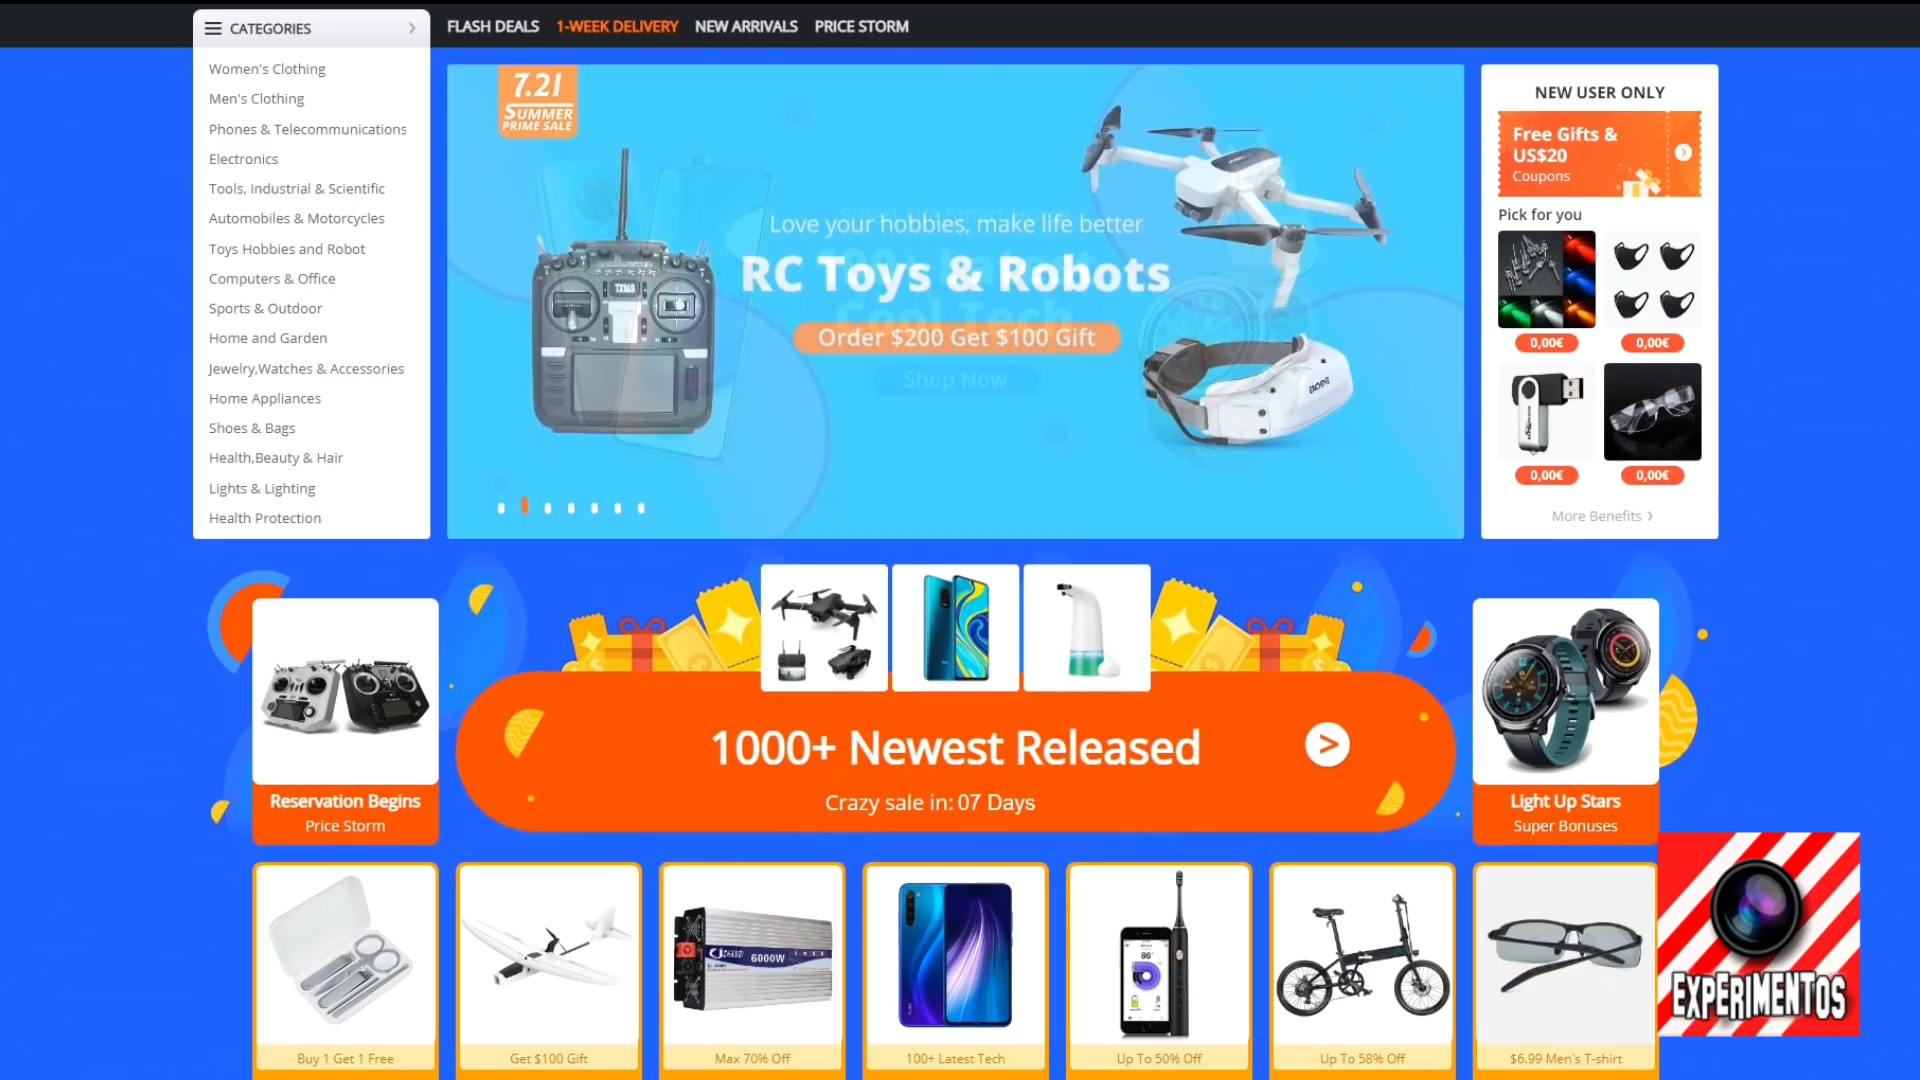 CATEGORIES
FLASH DEALS
1-WEEK DELIVERY
NEW ARRIVALS
PRICE STORM
Women's Clothing
Men's Clothing
Phones & Telecommunications
Electronics
Tools, Industrial & Scientific
Automobiles & Motorcycles
Toys Hobbies and Robot
Computers & Office
Sports & Outdoor
Home and Garden
Jewelry,Watches & Accessories
Home Appliances
Shoes & Bags
Health,Beauty & Hair
Lights & Lighting
Health Protection
7.21
SUMMER
PRIME SALE
Love your hobbies, make life better
RC Toys & Robots
Cool Tech
Order $200 Get $100 Gift
Shop Now
TX16S
NEW USER ONLY
Free Gifts &
US$20
Coupons
Pick for you
0,00€
0,00€
0,00€
0,00€
More Benefits
1000+ Newest Released
Crazy sale in: 07 Days
Reservation Begins
Price Storm
Light Up Stars
Super Bonuses
6000W
86
Buy 1 Get 1 Free
Get $100 Gift
Max 70% Off
100+ Latest Tech
Up To 50% Off
Up To 58% Off
$6.99 Men's T-shirt
EXPERIMENTOS